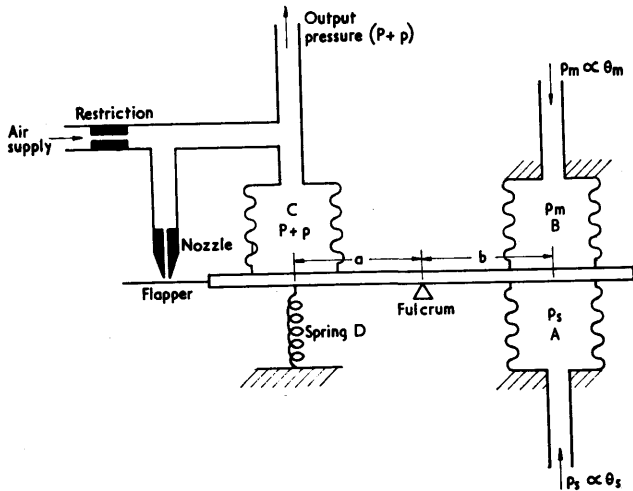 Output
pressure (P+p)
pm ∝ θm
Restriction
Air
supply
C
P+p
pm
B
Nozzle
a
b
Flapper
Fulcrum
ps
A
Spring D
ps ∝ θs